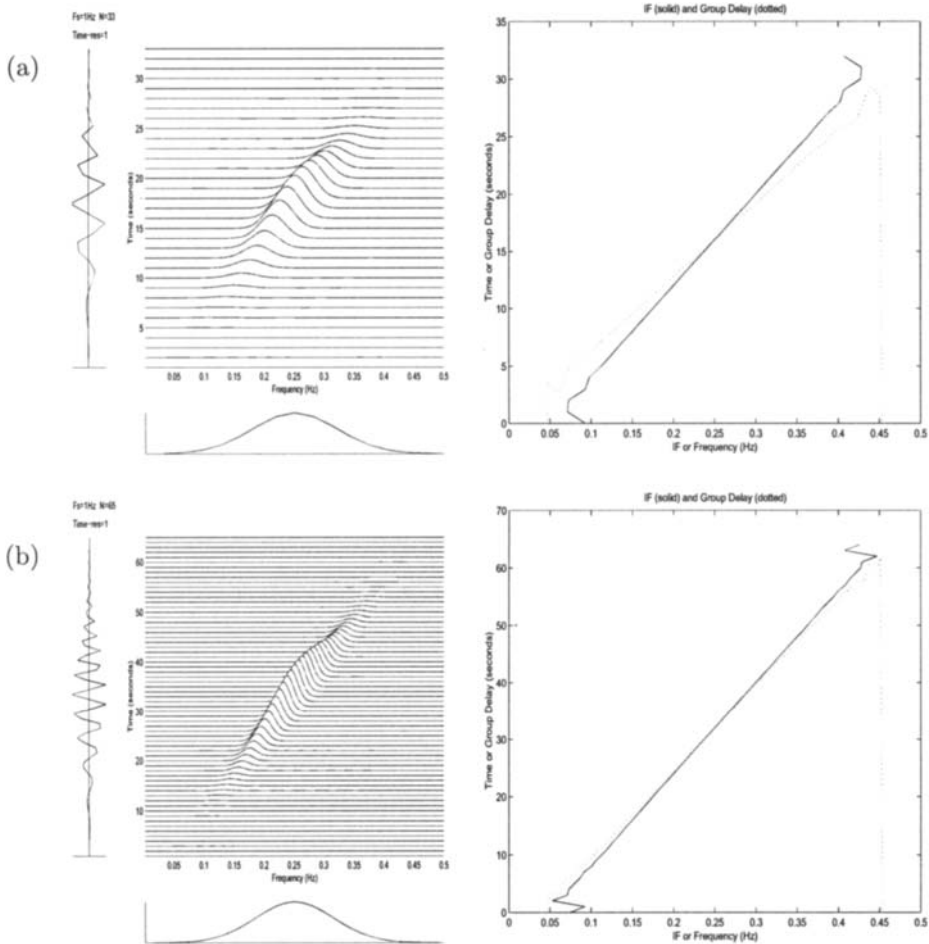 (a)
Fs=1Hz N=33
Time-res=1
Time (seconds)
30
25
20
15
10
5
0.05 0.1 0.15 0.2 0.25 0.3 0.35 0.4 0.45 0.5
Frequency (Hz)
IF (solid) and Group Delay (dotted)
Time or Group Delay (seconds)
35
30
25
20
15
10
5
0
0 0.05 0.1 0.15 0.2 0.25 0.3 0.35 0.4 0.45 0.5
IF or Frequency (Hz)
(b)
Fs=1Hz N=65
Time-res=1
Time (seconds)
60
50
40
30
20
10
0.05 0.1 0.15 0.2 0.25 0.3 0.35 0.4 0.45 0.5
Frequency (Hz)
IF (solid) and Group Delay (dotted)
Time or Group Delay (seconds)
70
60
50
40
30
20
10
0
0 0.05 0.1 0.15 0.2 0.25 0.3 0.35 0.4 0.45 0.5
IF or Frequency (Hz)